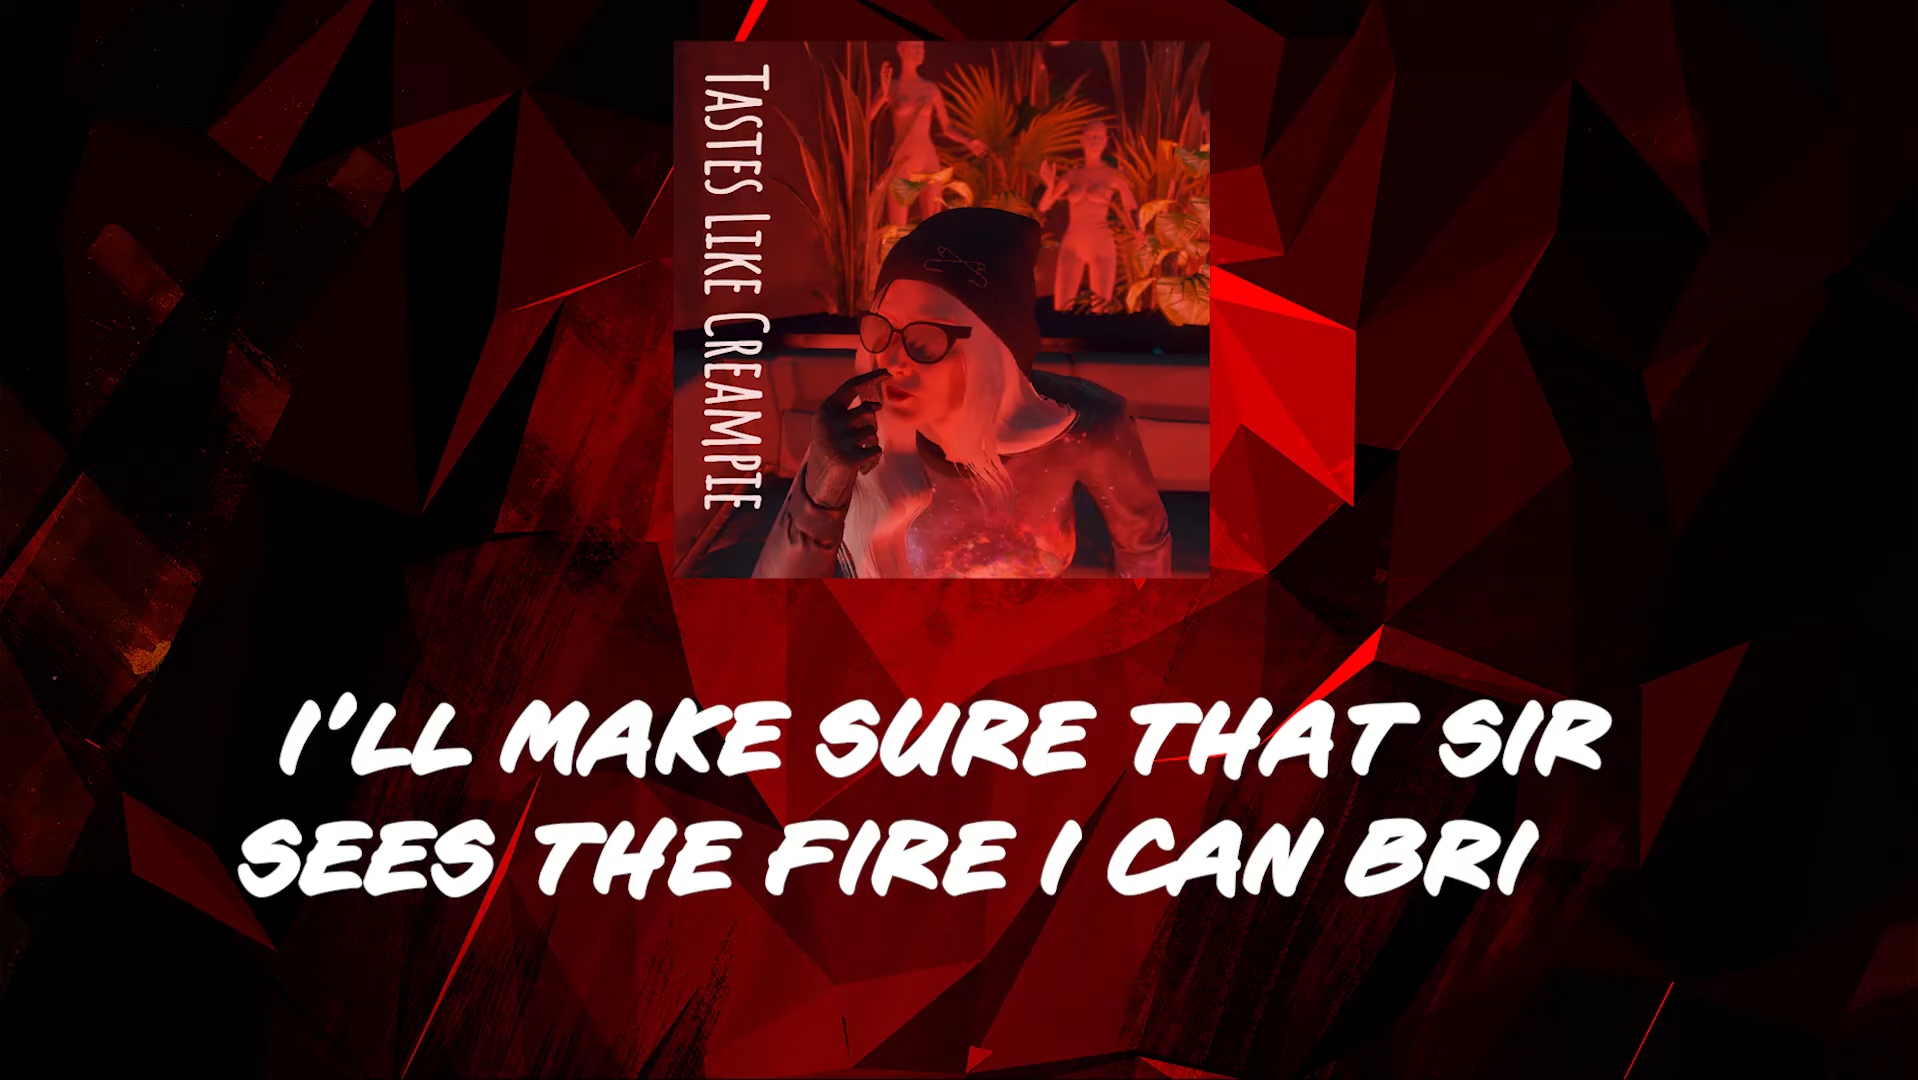 Tastes Like Creampie
I'LL MAKE SURE THAT SIR
SEES THE FIRE I CAN BRI